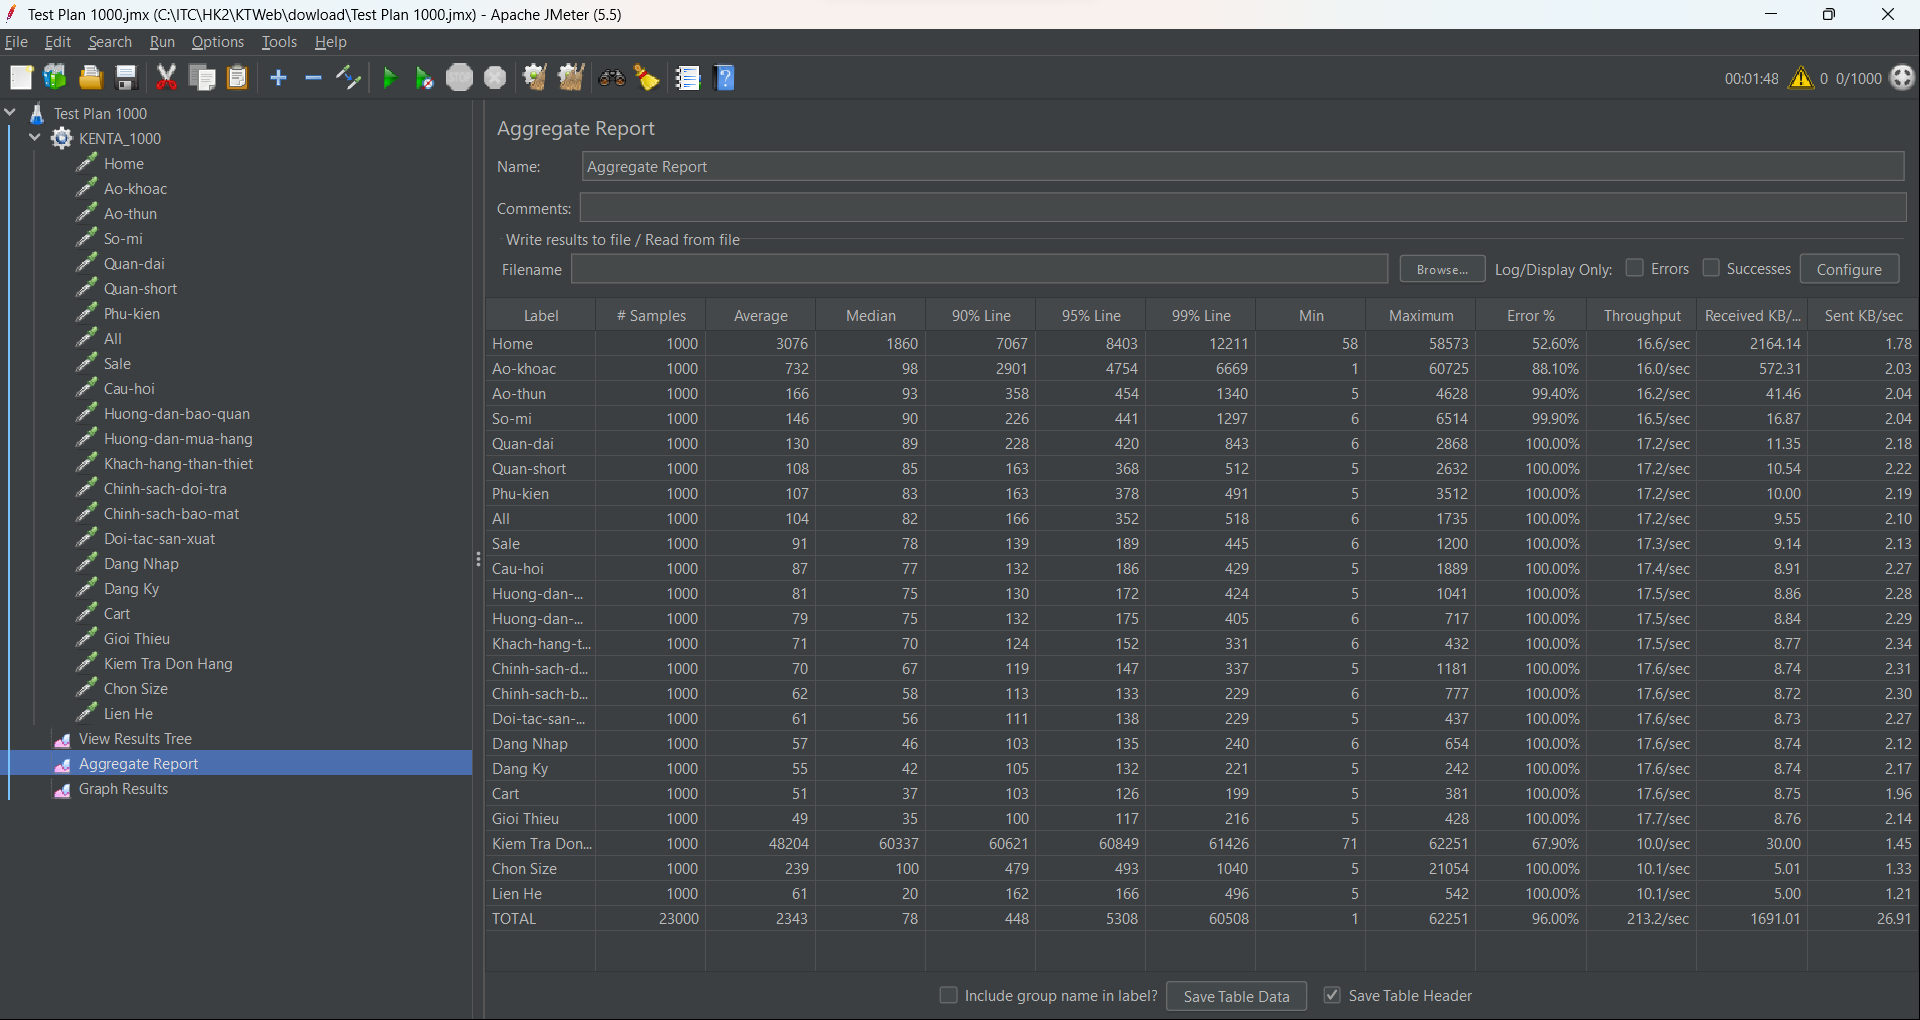 Test Plan 1000.jmx (C:\ITC\HK2\KTWeb\dowload\Test Plan 1000.jmx) - Apache JMeter (5.5)
File Edit Search Run Options Tools Help
STOP 00:01:48 0 0/1000
Test Plan 1000
KENTA_1000
Home
Ao-khoac
Ao-thun
So-mi
Quan-dai
Quan-short
Phu-kien
All
Sale
Cau-hoi
Huong-dan-bao-quan
Huong-dan-mua-hang
Khach-hang-than-thiet
Chinh-sach-doi-tra
Chinh-sach-bao-mat
Doi-tac-san-xuat
Dang Nhap
Dang Ky
Cart
Gioi Thieu
Kiem Tra Don Hang
Chon Size
Lien He
View Results Tree
Aggregate Report
Graph Results
Aggregate Report
Name: Aggregate Report
Comments:
Write results to file / Read from file
Filename Browse... Log/Display Only: Errors Successes Configure
Label # Samples Average Median 90% Line 95% Line 99% Line Min Maximum Error % Throughput Received KB/... Sent KB/sec
Home 1000 3076 1860 7067 8403 12211 58 58573 52.60% 16.6/sec 2164.14 1.78
Ao-khoac 1000 732 98 2901 4754 6669 1 60725 88.10% 16.0/sec 572.31 2.03
Ao-thun 1000 166 93 358 454 1340 5 4628 99.40% 16.2/sec 41.46 2.04
So-mi 1000 146 90 226 441 1297 6 6514 99.90% 16.5/sec 16.87 2.04
Quan-dai 1000 130 89 228 420 843 6 2868 100.00% 17.2/sec 11.35 2.18
Quan-short 1000 108 85 163 368 512 5 2632 100.00% 17.2/sec 10.54 2.22
Phu-kien 1000 107 83 163 378 491 5 3512 100.00% 17.2/sec 10.00 2.19
All 1000 104 82 166 352 518 6 1735 100.00% 17.2/sec 9.55 2.10
Sale 1000 91 78 139 189 445 6 1200 100.00% 17.3/sec 9.14 2.13
Cau-hoi 1000 87 77 132 186 429 5 1889 100.00% 17.4/sec 8.91 2.27
Huong-dan-... 1000 81 75 130 172 424 5 1041 100.00% 17.5/sec 8.86 2.28
Huong-dan-... 1000 79 75 132 175 405 6 717 100.00% 17.5/sec 8.84 2.29
Khach-hang-t... 1000 71 70 124 152 331 6 432 100.00% 17.5/sec 8.77 2.34
Chinh-sach-d... 1000 70 67 119 147 337 5 1181 100.00% 17.6/sec 8.74 2.31
Chinh-sach-b... 1000 62 58 113 133 229 6 777 100.00% 17.6/sec 8.72 2.30
Doi-tac-san-... 1000 61 56 111 138 229 5 437 100.00% 17.6/sec 8.73 2.27
Dang Nhap 1000 57 46 103 135 240 6 654 100.00% 17.6/sec 8.74 2.12
Dang Ky 1000 55 42 105 132 221 5 242 100.00% 17.6/sec 8.74 2.17
Cart 1000 51 37 103 126 199 5 381 100.00% 17.6/sec 8.75 1.96
Gioi Thieu 1000 49 35 100 117 216 5 428 100.00% 17.7/sec 8.76 2.14
Kiem Tra Don... 1000 48204 60337 60621 60849 61426 71 62251 67.90% 10.0/sec 30.00 1.45
Chon Size 1000 239 100 479 493 1040 5 21054 100.00% 10.1/sec 5.01 1.33
Lien He 1000 61 20 162 166 496 5 542 100.00% 10.1/sec 5.00 1.21
TOTAL 23000 2343 78 448 5308 60508 1 62251 96.00% 213.2/sec 1691.01 26.91
Include group name in label? Save Table Data Save Table Header